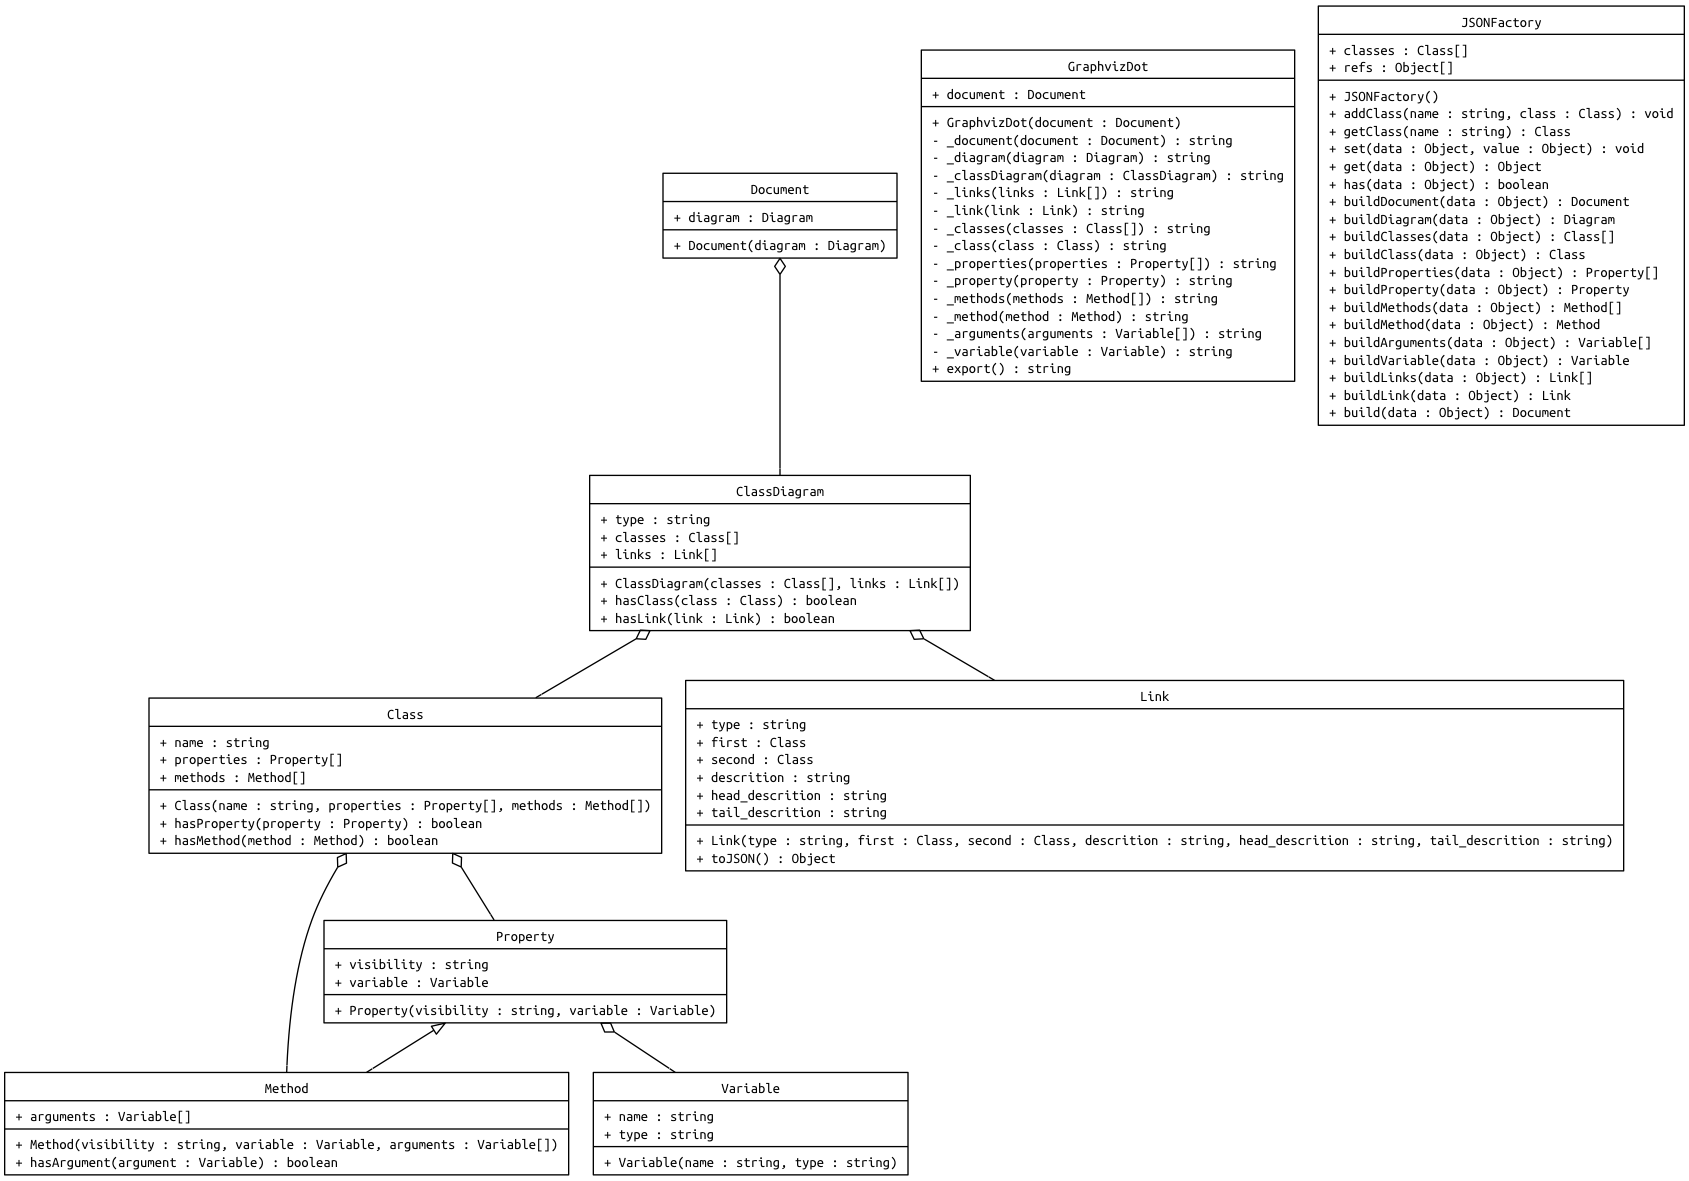 JSONFactory
+ classes : Class[]
+ refs : Object[]
+ JSONFactory()
+ addClass(name : string, class : Class) : void
+ getClass(name : string) : Class
+ set(data : Object, value : Object) : void
+ get(data : Object) : Object
+ has(data : Object) : boolean
+ buildDocument(data : Object) : Document
+ buildDiagram(data : Object) : Diagram
+ buildClasses(data : Object) : Class[]
+ buildClass(data : Object) : Class
+ buildProperties(data : Object) : Property[]
+ buildProperty(data : Object) : Property
+ buildMethods(data : Object) : Method[]
+ buildMethod(data : Object) : Method
+ buildArguments(data : Object) : Variable[]
+ buildVariable(data : Object) : Variable
+ buildLinks(data : Object) : Link[]
+ buildLink(data : Object) : Link
+ build(data : Object) : Document
GraphvizDot
+ document : Document
+ GraphvizDot(document : Document)
- _document(document : Document) : string
- _diagram(diagram : Diagram) : string
- _classDiagram(diagram : ClassDiagram) : string
- _links(links : Link[]) : string
- _link(link : Link) : string
- _classes(classes : Class[]) : string
- _class(class : Class) : string
- _properties(properties : Property[]) : string
- _property(property : Property) : string
- _methods(methods : Method[]) : string
- _method(method : Method) : string
- _arguments(arguments : Variable[]) : string
- _variable(variable : Variable) : string
+ export() : string
Document
+ diagram : Diagram
+ Document(diagram : Diagram)
ClassDiagram
+ type : string
+ classes : Class[]
+ links : Link[]
+ ClassDiagram(classes : Class[], links : Link[])
+ hasClass(class : Class) : boolean
+ hasLink(link : Link) : boolean
Class
+ name : string
+ properties : Property[]
+ methods : Method[]
+ Class(name : string, properties : Property[], methods : Method[])
+ hasProperty(property : Property) : boolean
+ hasMethod(method : Method) : boolean
Link
+ type : string
+ first : Class
+ second : Class
+ descrition : string
+ head_descrition : string
+ tail_descrition : string
+ Link(type : string, first : Class, second : Class, descrition : string, head_descrition : string, tail_descrition : string)
+ toJSON() : Object
Property
+ visibility : string
+ variable : Variable
+ Property(visibility : string, variable : Variable)
Method
+ arguments : Variable[]
+ Method(visibility : string, variable : Variable, arguments : Variable[])
+ hasArgument(argument : Variable) : boolean
Variable
+ name : string
+ type : string
+ Variable(name : string, type : string)